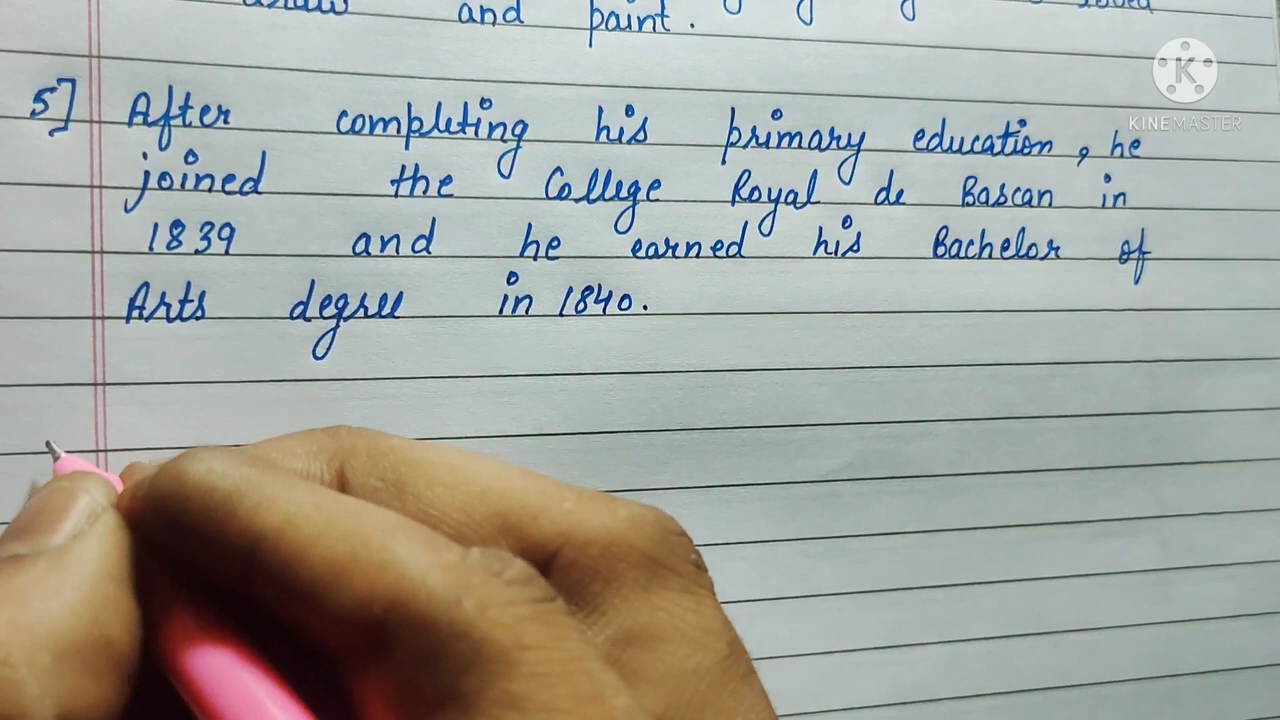 and paint.
5] After completing his primary education, he
joined the College Royal de Bascan in
1839 and he earned his Bachelor of
Arts degree in 1840.
K
KINEMASTER